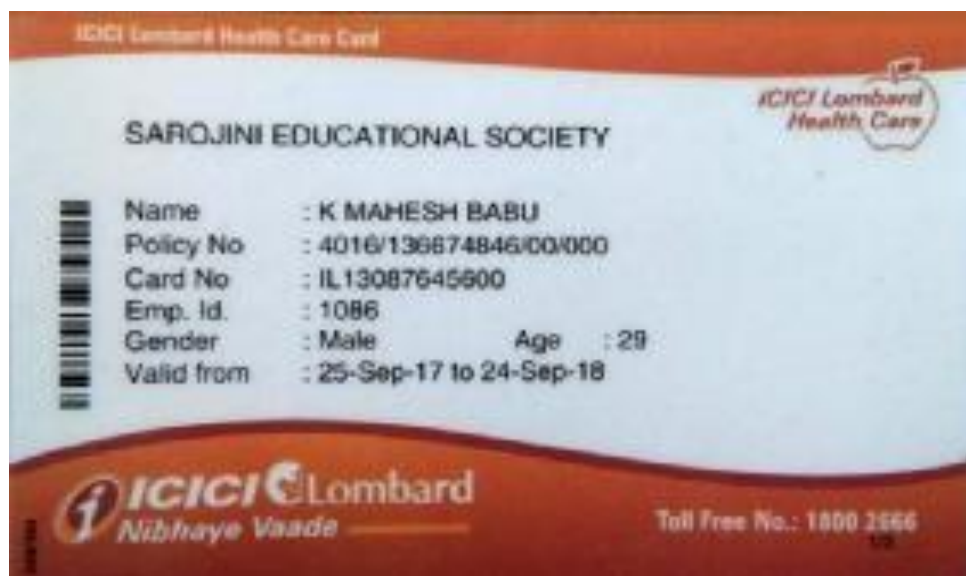 ICICI Lombard Health Care Card
ICICI Lombard
Health Care
SAROJINI EDUCATIONAL SOCIETY
Name : K MAHESH BABU
Policy No : 4016/136674846/00/000
Card No : IL13087645600
Emp. Id. : 1086
Gender : Male Age : 29
Valid from : 25-Sep-17 to 24-Sep-18
ICICI Lombard
Nibhaye Vaade
Toll Free No.: 1800 2666